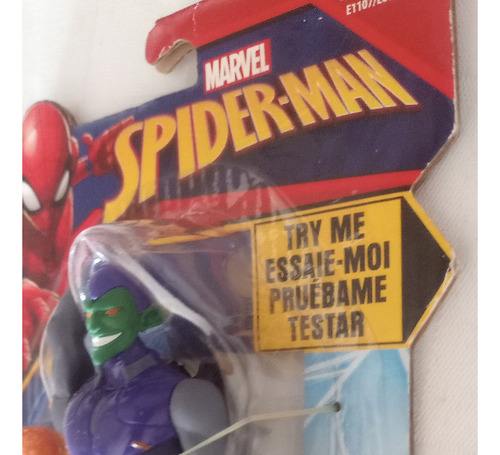 MARVEL
SPIDER-MAN
TRY ME
ESSAIE-MOI
PRUÉBAME
TESTAR